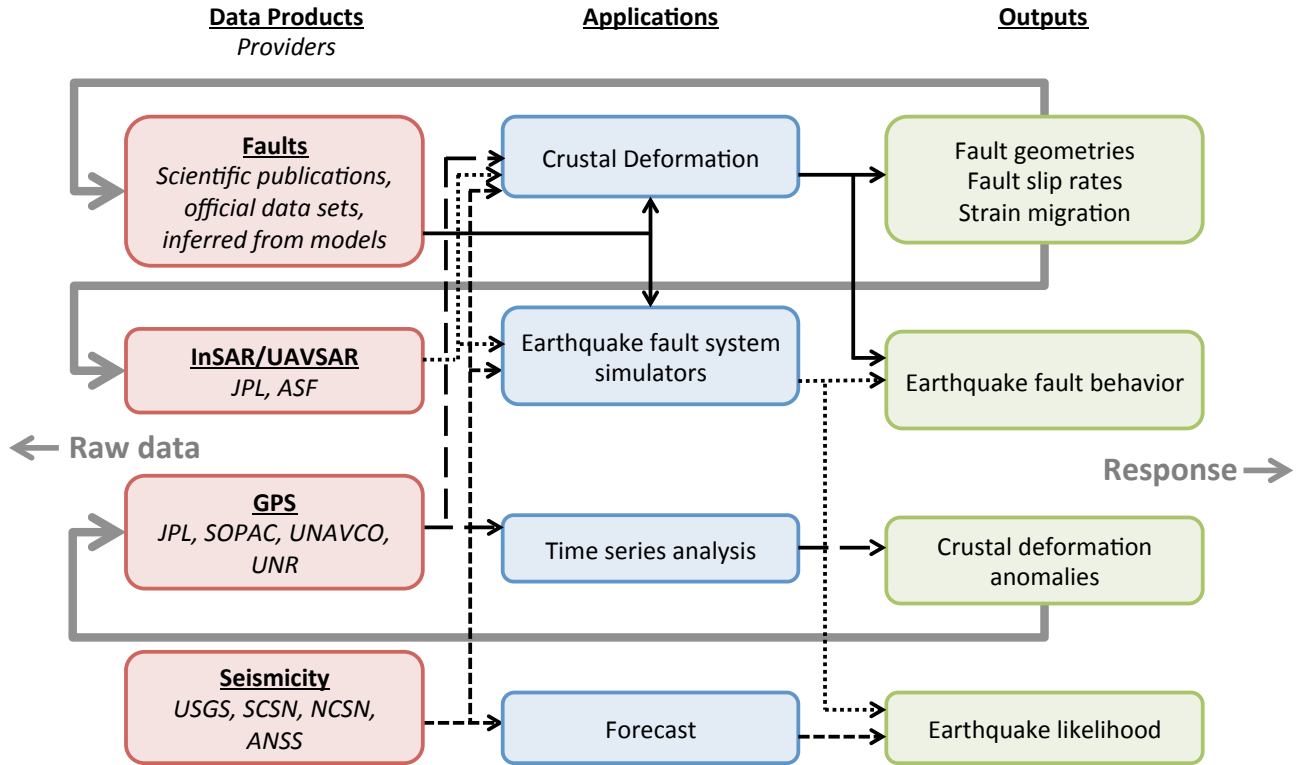 Data Products
Providers
Applications
Outputs
Faults
Scientific publications,
official data sets,
inferred from models
Crustal Deformation
Fault geometries
Fault slip rates
Strain migration
InSAR/UAVSAR
JPL, ASF
Earthquake fault system
simulators
Earthquake fault behavior
Raw data
Response
GPS
JPL, SOPAC, UNAVCO,
UNR
Time series analysis
Crustal deformation
anomalies
Seismicity
USGS, SCSN, NCSN,
ANSS
Forecast
Earthquake likelihood